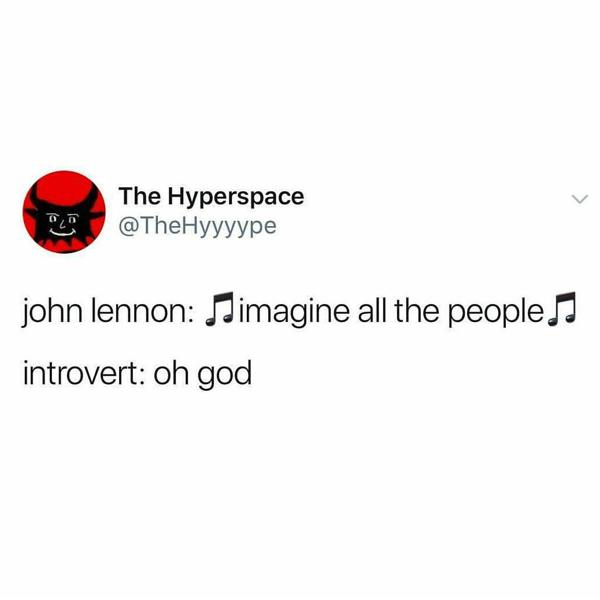 The Hyperspace
@TheHyyyype
john lennon: 🎵imagine all the people🎵
introvert: oh god